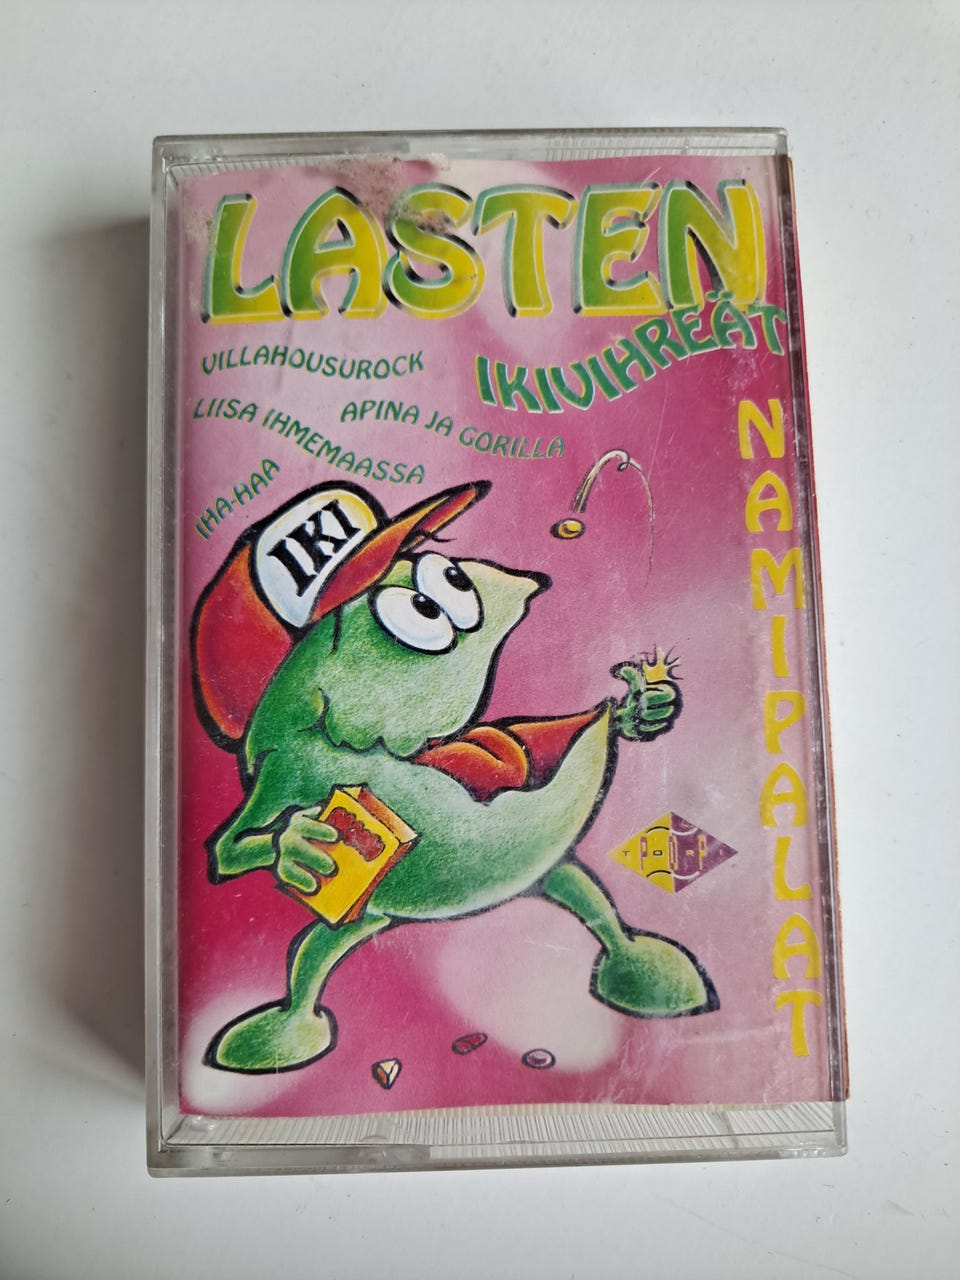 LASTEN
IKIVIHREÄT
VILLAHOUSUROCK
APINA JA GORILLA
LIISA IHMEMAASSA
IHA-HAA
NAMIPALAT
IKI